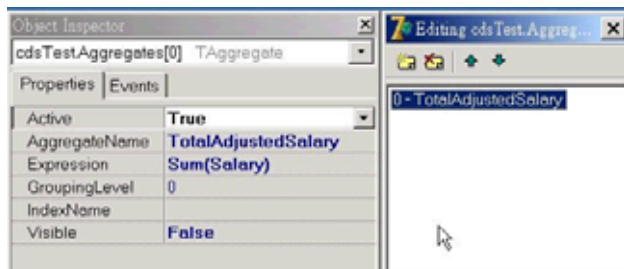 Object Inspector
cdsTest.Aggregates[0] TAggregate
Properties Events
Active True
AggregateName TotalAdjustedSalary
Expression Sum(Salary)
GroupingLevel 0
IndexName
Visible False
7 Editing cdsTest.Aggreg...
0 - TotalAdjustedSalary